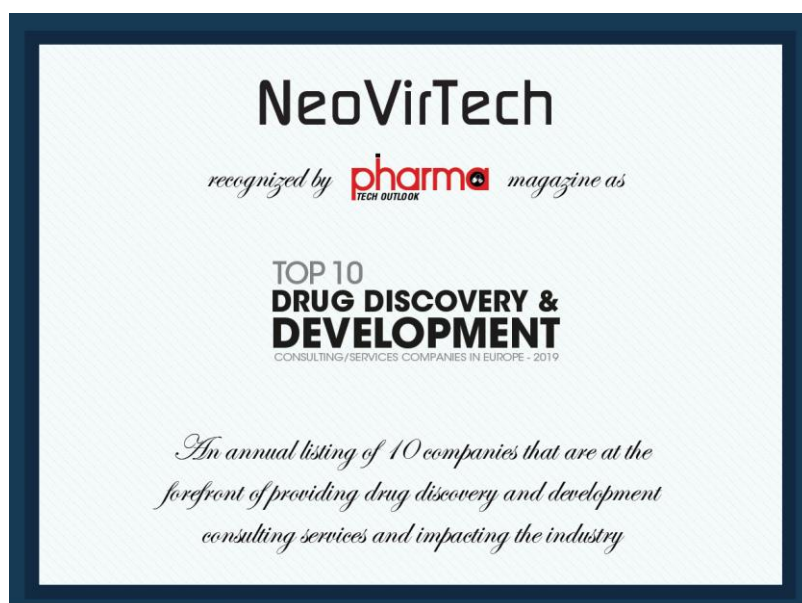 NeoVirTech
recognized by pharma TECH OUTLOOK magazine as
TOP 10
DRUG DISCOVERY &
DEVELOPMENT
CONSULTING/SERVICES COMPANIES IN EUROPE - 2019
An annual listing of 10 companies that are at the
forefront of providing drug discovery and development
consulting services and impacting the industry